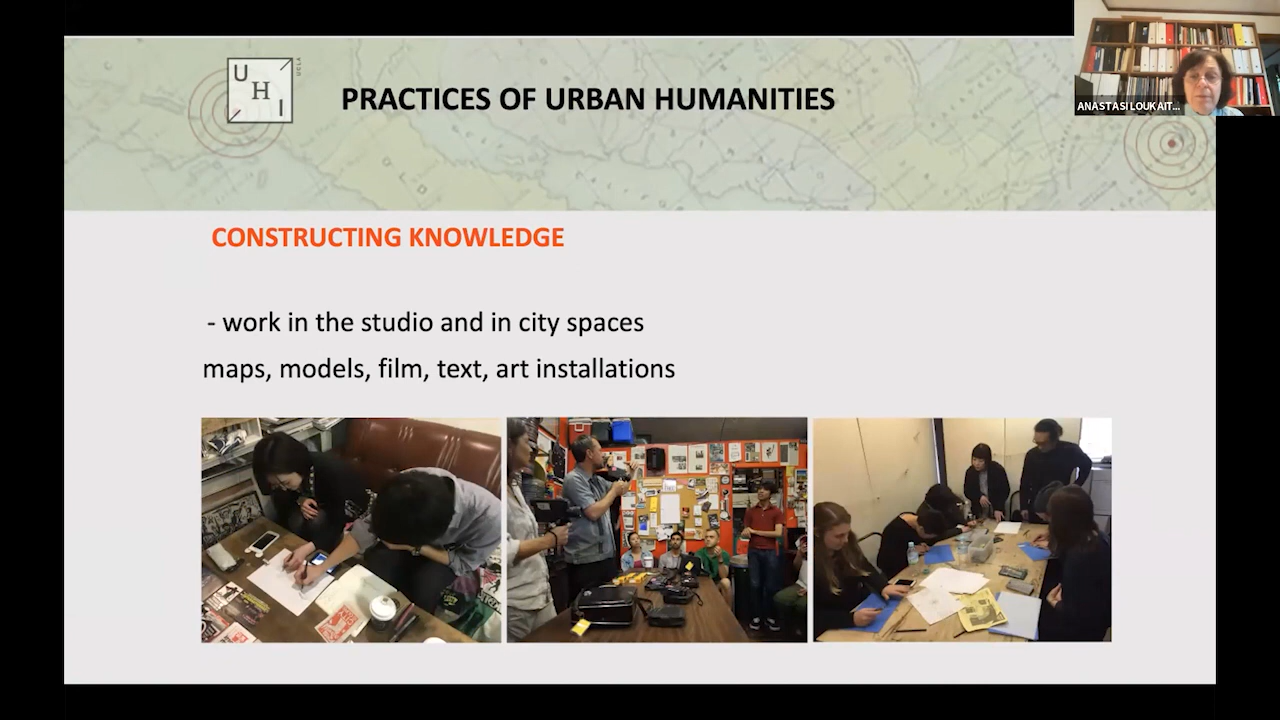 U
H
I
UCLA
PRACTICES OF URBAN HUMANITIES
ANASTASI LOUKAIT...
CONSTRUCTING KNOWLEDGE
- work in the studio and in city spaces
maps, models, film, text, art installations